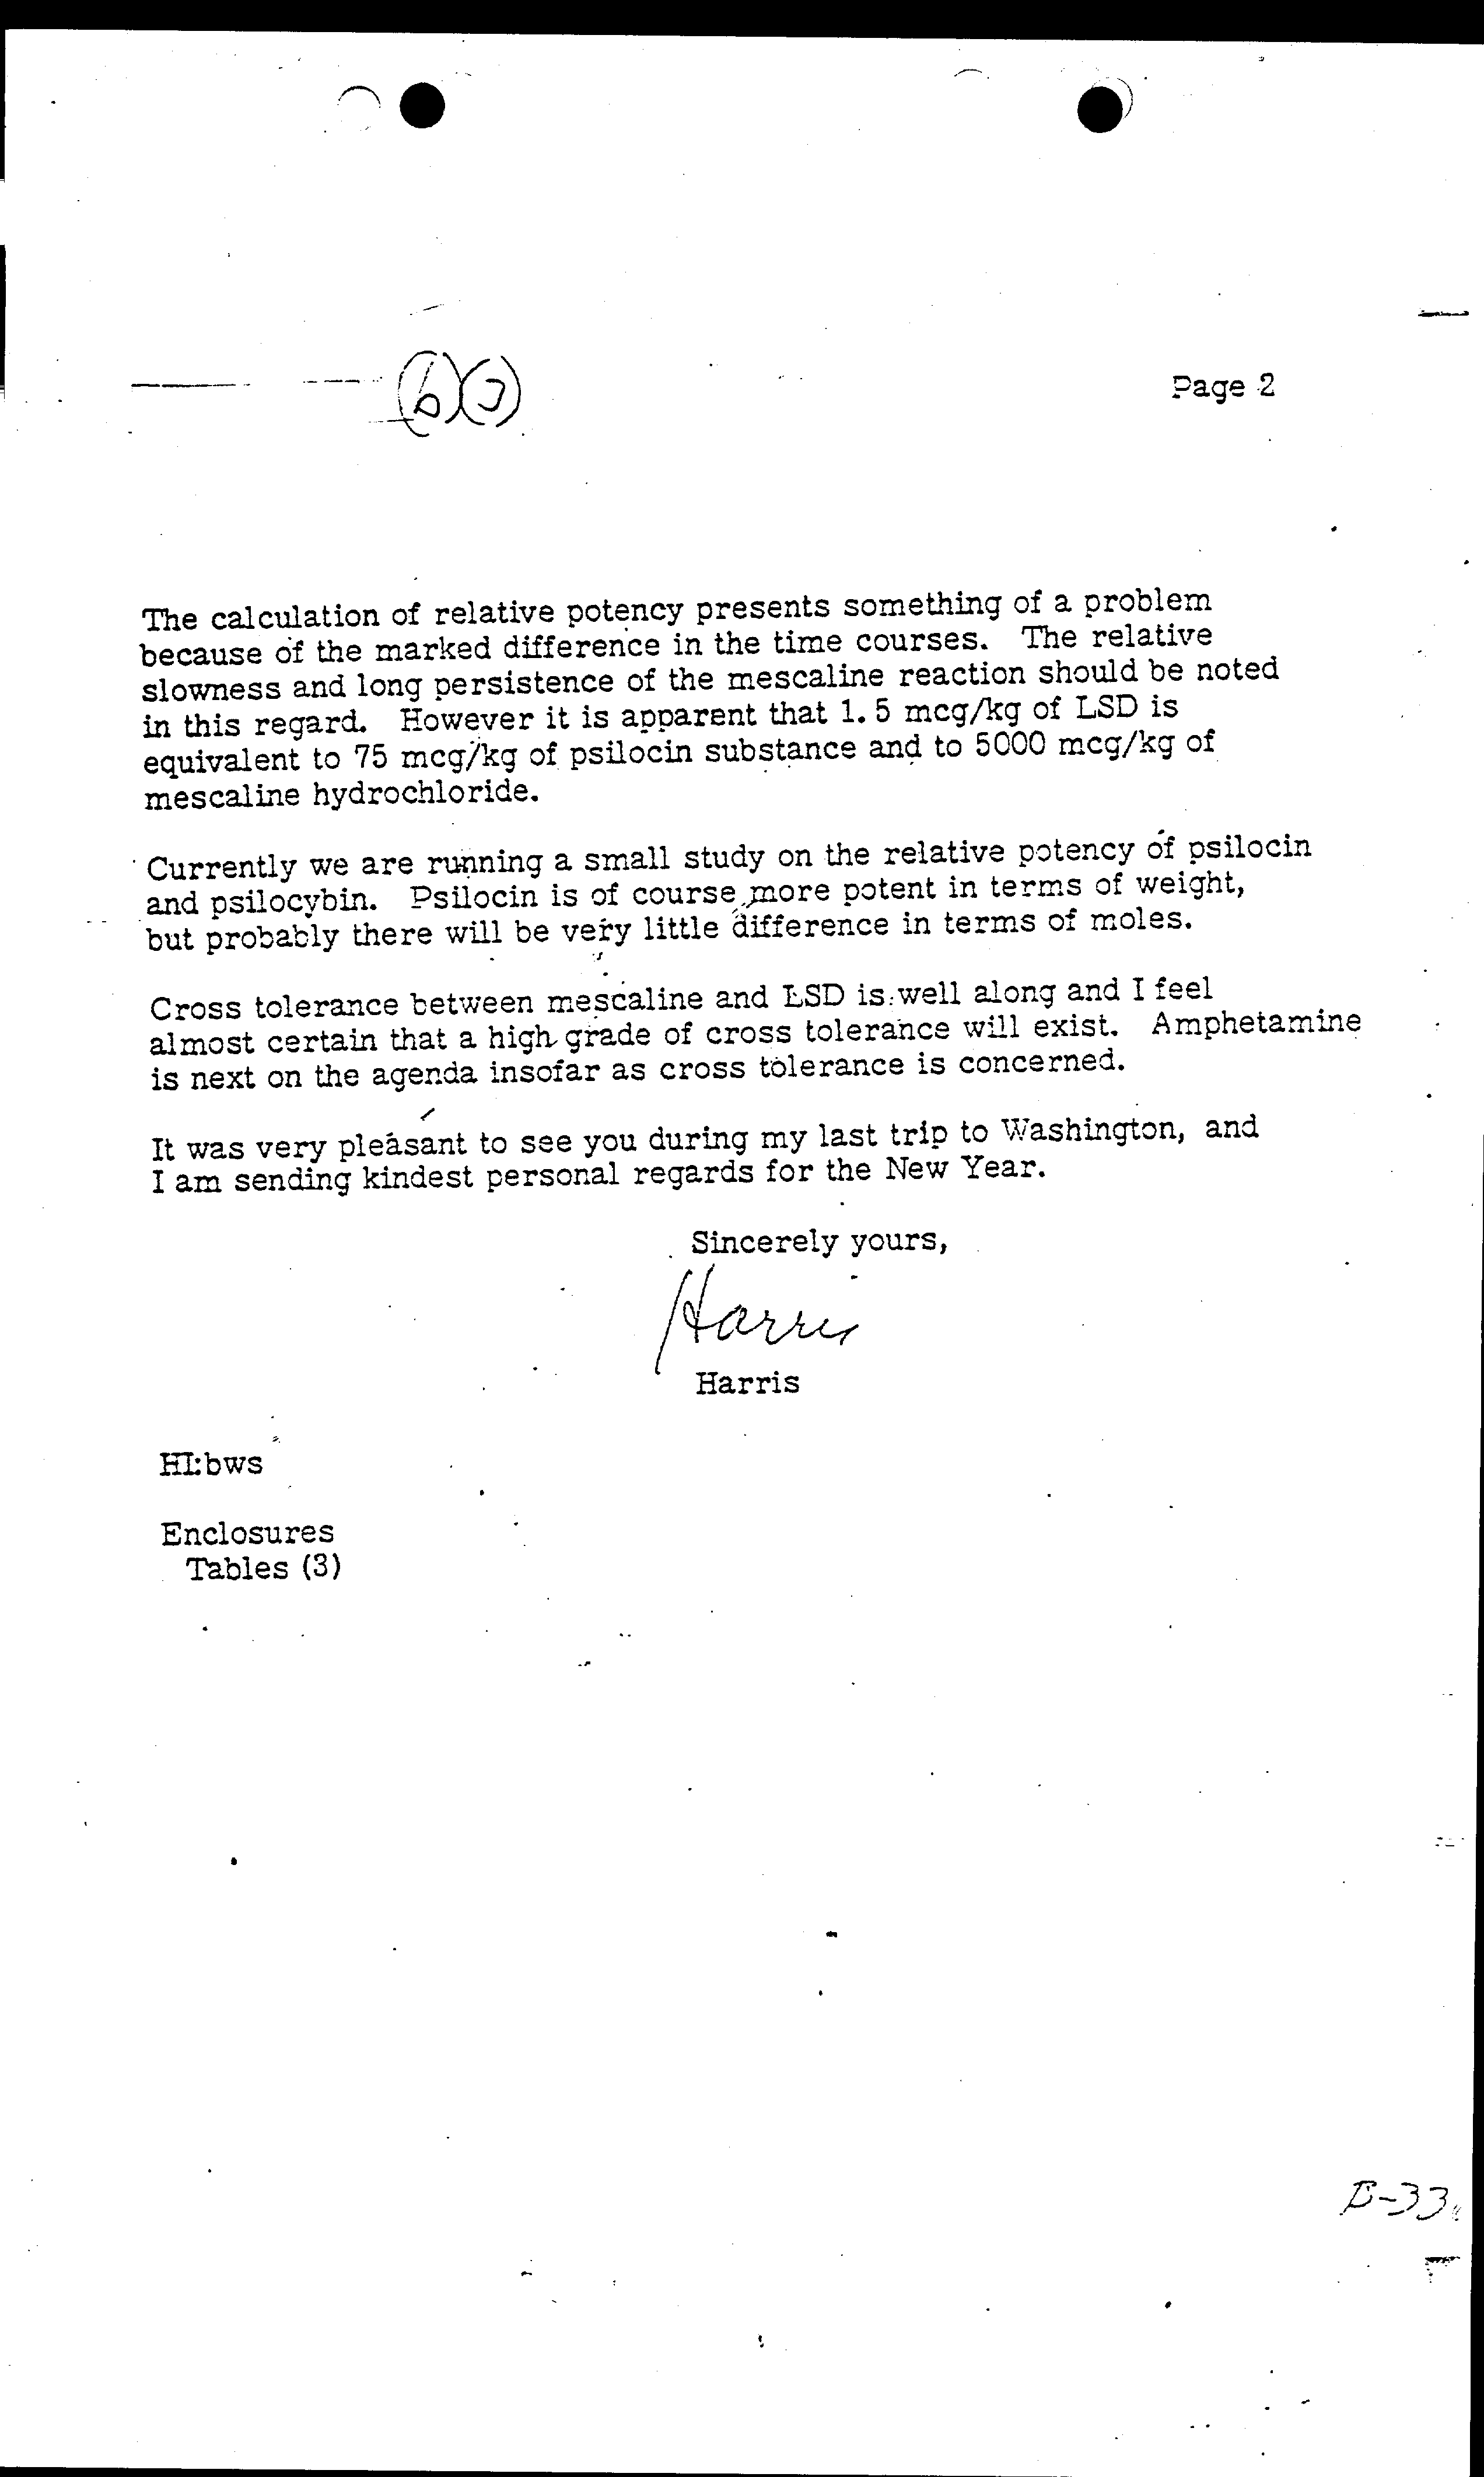 (b)(3)
Page 2
The calculation of relative potency presents something of a problem
because of the marked difference in the time courses. The relative
slowness and long persistence of the mescaline reaction should be noted
in this regard. However it is apparent that 1.5 mcg/kg of LSD is
equivalent to 75 mcg/kg of psilocin substance and to 5000 mcg/kg of
mescaline hydrochloride.
Currently we are running a small study on the relative potency of psilocin
and psilocybin. Psilocin is of course more potent in terms of weight,
but probably there will be very little difference in terms of moles.
Cross tolerance between mescaline and LSD is well along and I feel
almost certain that a high grade of cross tolerance will exist. Amphetamine
is next on the agenda insofar as cross tolerance is concerned.
It was very pleasant to see you during my last trip to Washington, and
I am sending kindest personal regards for the New Year.
Sincerely yours,
Harris
Harris
HI:bws
Enclosures
Tables (3)
B-33